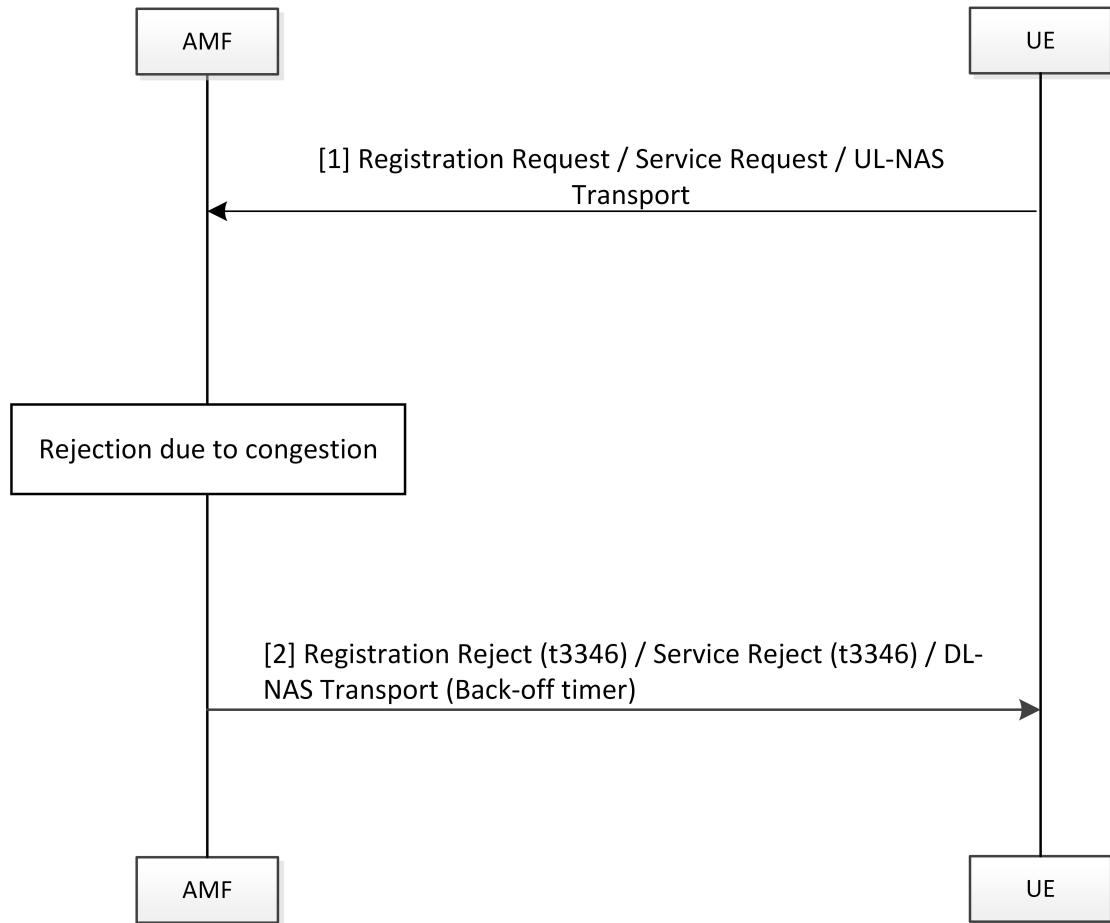 AMF
UE
[1] Registration Request / Service Request / UL-NAS
Transport
Rejection due to congestion
[2] Registration Reject (t3346) / Service Reject (t3346) / DL-
NAS Transport (Back-off timer)
AMF
UE